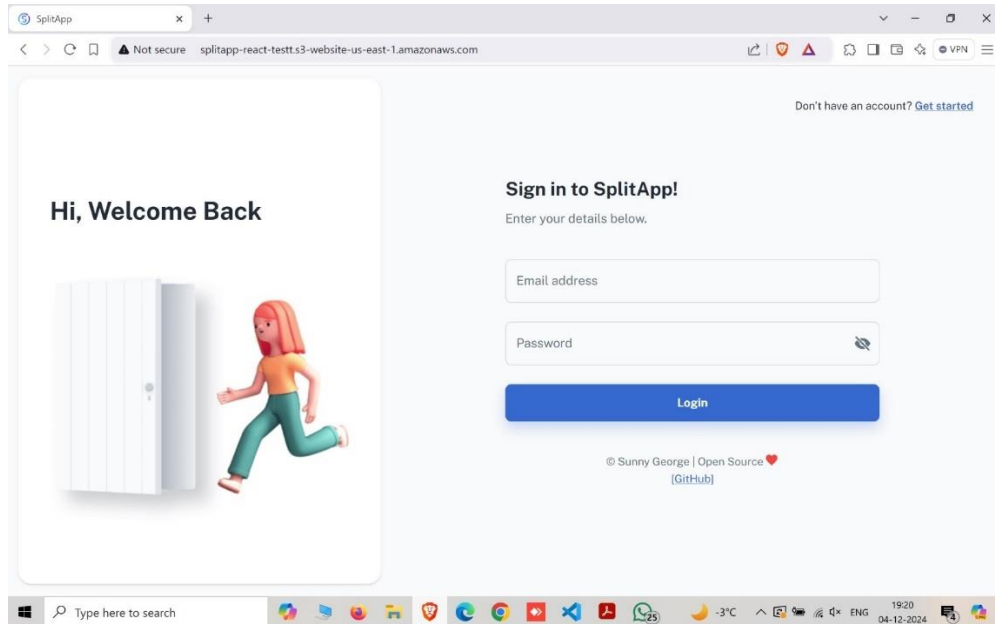 SplitApp
Not secure splitapp-react-testt.s3-website-us-east-1.amazonaws.com
VPN
Don't have an account? Get started
Hi, Welcome Back
Sign in to SplitApp!
Enter your details below.
Email address
Password
Login
© Sunny George | Open Source
[GitHub]
Type here to search
25
-3°C
ENG
19:20
04-12-2024
4